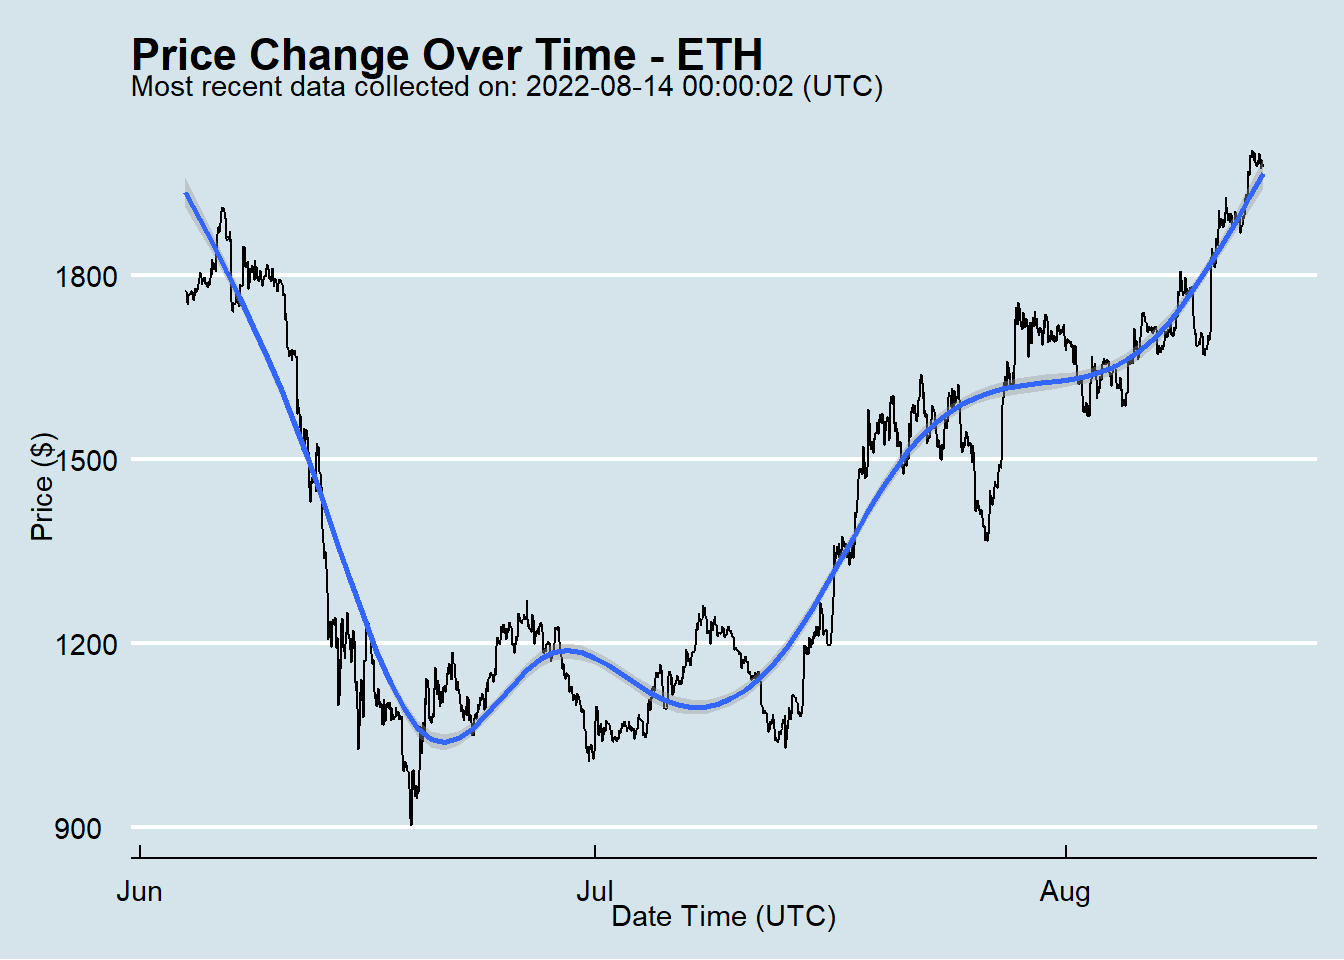 Price Change Over Time - ETH
Most recent data collected on: 2022-08-14 00:00:02 (UTC)
Price ($)
1800
1500
1200
900
Jun
Jul
Aug
Date Time (UTC)